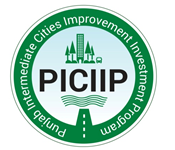 Punjab Intermediate Cities Improvement Investment Program
PICIIP